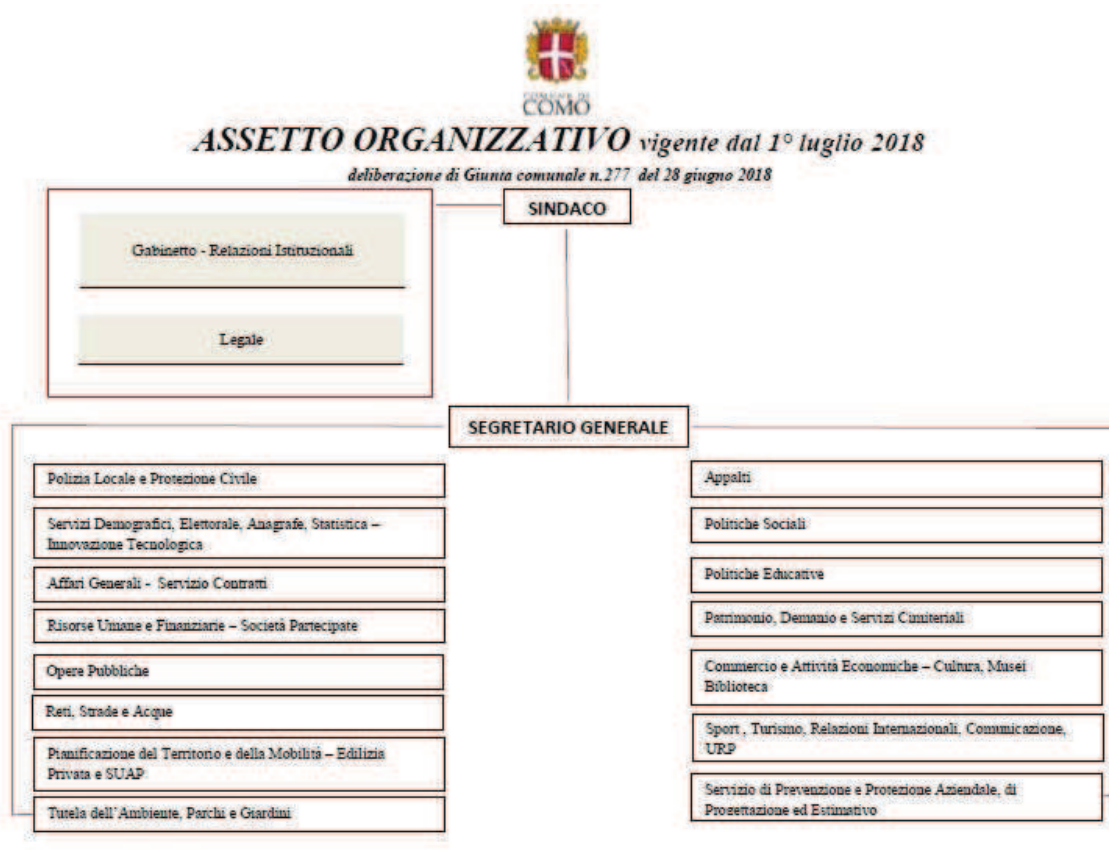 COMUNE DI
COMO
ASSETTO ORGANIZZATIVO vigente dal 1° luglio 2018
deliberazione di Giunta comunale n.277 del 28 giugno 2018
SINDACO
Gabinetto - Relazioni Istituzionali
Legale
SEGRETARIO GENERALE
Polizia Locale e Protezione Civile
Servizi Demografici, Elettorale, Anagrafe, Statistica –
Innovazione Tecnologica
Affari Generali - Servizio Contratti
Risorse Umane e Finanziarie – Società Partecipate
Opere Pubbliche
Reti, Strade e Acque
Pianificazione del Territorio e della Mobilità – Edilizia
Privata e SUAP
Tutela dell'Ambiente, Parchi e Giardini
Appalti
Politiche Sociali
Politiche Educative
Patrimonio, Demanio e Servizi Cimiteriali
Commercio e Attività Economiche – Cultura, Musei
Biblioteca
Sport , Turismo, Relazioni Internazionali, Comunicazione,
URP
Servizio di Prevenzione e Protezione Aziendale, di
Progettazione ed Estimativo